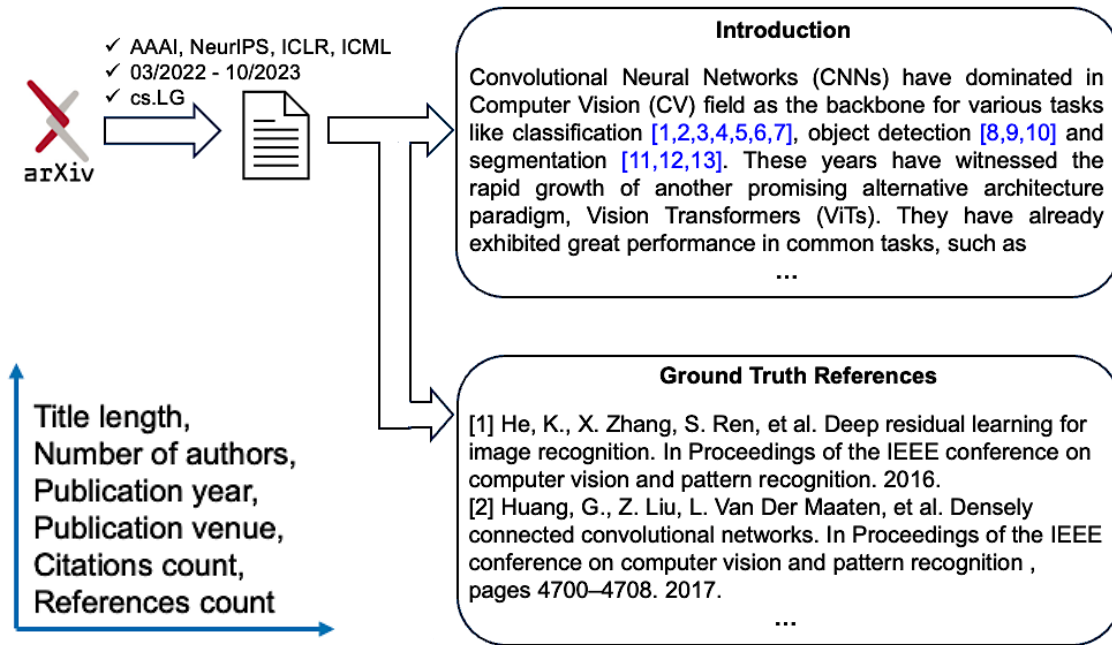 ✓ AAAI, NeurIPS, ICLR, ICML
✓ 03/2022 - 10/2023
✓ cs.LG
arXiv
Introduction
Convolutional Neural Networks (CNNs) have dominated in
Computer Vision (CV) field as the backbone for various tasks
like classification [1,2,3,4,5,6,7], object detection [8,9,10] and
segmentation [11,12,13]. These years have witnessed the
rapid growth of another promising alternative architecture
paradigm, Vision Transformers (ViTs). They have already
exhibited great performance in common tasks, such as
...
Title length,
Number of authors,
Publication year,
Publication venue,
Citations count,
References count
Ground Truth References
[1] He, K., X. Zhang, S. Ren, et al. Deep residual learning for
image recognition. In Proceedings of the IEEE conference on
computer vision and pattern recognition. 2016.
[2] Huang, G., Z. Liu, L. Van Der Maaten, et al. Densely
connected convolutional networks. In Proceedings of the IEEE
conference on computer vision and pattern recognition ,
pages 4700–4708. 2017.
...